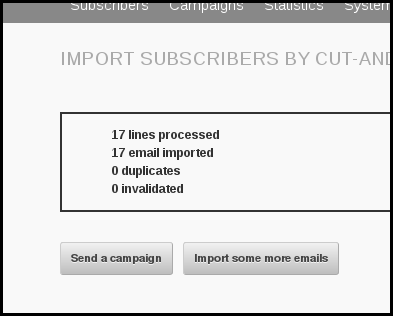 Subscribers Campaigns Statistics System
IMPORT SUBSCRIBERS BY CUT-AND
17 lines processed
17 email imported
0 duplicates
0 invalidated
Send a campaign Import some more emails